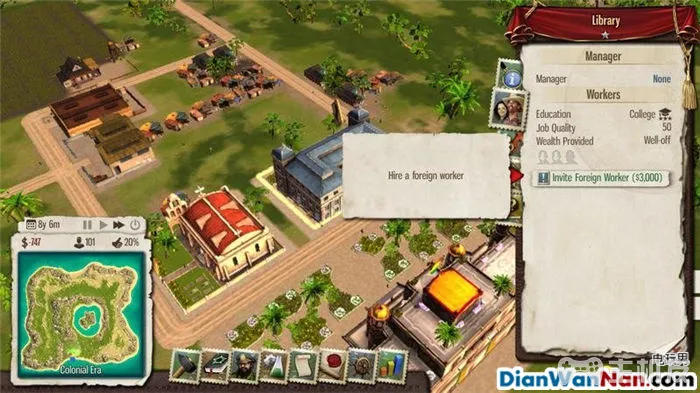 Library
Manager
Manager None
Workers
Education College
Job Quality 50
Wealth Provided Well-off
Invite Foreign Worker ($3,000)
Hire a foreign worker
8y 6m
$-747 101 20%
Colonial Era
DianWanNan.com